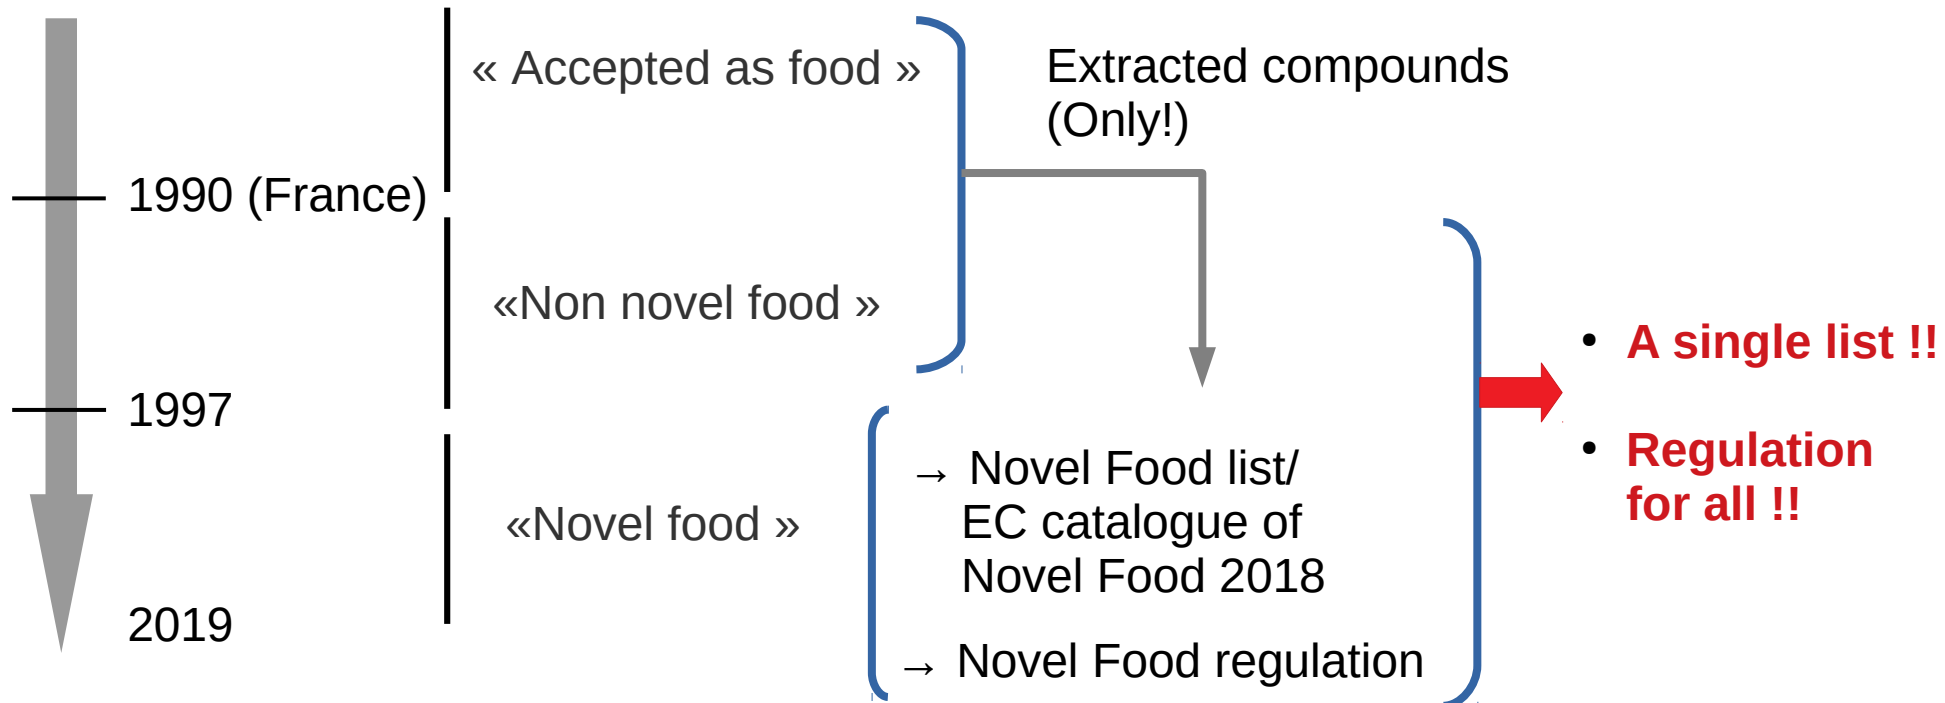 « Accepted as food »
Extracted compounds
(Only!)
1990 (France)
«Non novel food »
1997
«Novel food »
2019
→ Novel Food list/
EC catalogue of
Novel Food 2018
→ Novel Food regulation
• A single list !!
• Regulation
for all !!